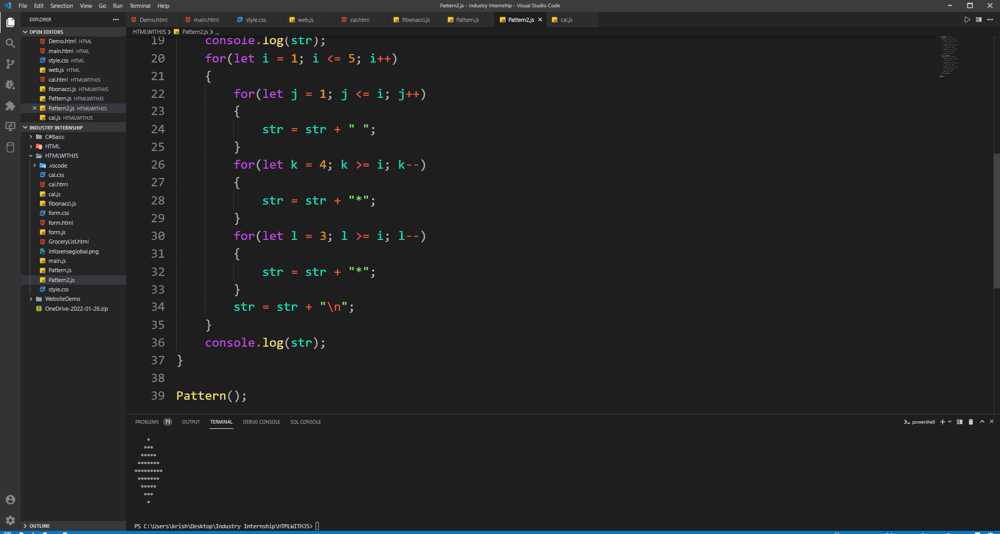 File Edit Selection View Go Run Terminal Help
Pattern2.js - Industry Internship - Visual Studio Code
EXPLORER
OPEN EDITORS
Demo.html HTML
main.html HTML
style.css HTML
web.js HTML
cal.html HTMLWITHJS
fibonacci.js HTMLWITHJS
Pattern.js HTMLWITHJS
Pattern2.js HTMLWITHJS
cal.js HTMLWITHJS
INDUSTRY INTERNSHIP
C#Basic
HTML
HTMLWITHJS
.vscode
cal.css
cal.html
cal.js
fibonacci.js
form.css
form.html
form.js
GroceryList.html
infosenseglobal.png
main.js
Pattern.js
Pattern2.js
style.css
WebsiteDemo
OneDrive-2022-01-26.zip
OUTLINE
Demo.html main.html style.css web.js cal.html fibonacci.js Pattern.js Pattern2.js cal.js
HTMLWITHJS > Pattern2.js > ...
19 console.log(str);
20 for(let i = 1; i <= 5; i++)
21 {
22 for(let j = 1; j <= i; j++)
23 {
24 str = str + " ";
25 }
26 for(let k = 4; k >= i; k--)
27 {
28 str = str + "*";
29 }
30 for(let l = 3; l >= i; l--)
31 {
32 str = str + "*";
33 }
34 str = str + "\n";
35 }
36 console.log(str);
37 }
38
39 Pattern();
PROBLEMS 71 OUTPUT TERMINAL DEBUG CONSOLE SQL CONSOLE
powershell
*
***
*****
*******
*********
*******
*****
***
*
PS C:\Users\krish\Desktop\Industry Internship\HTMLWITHJS>